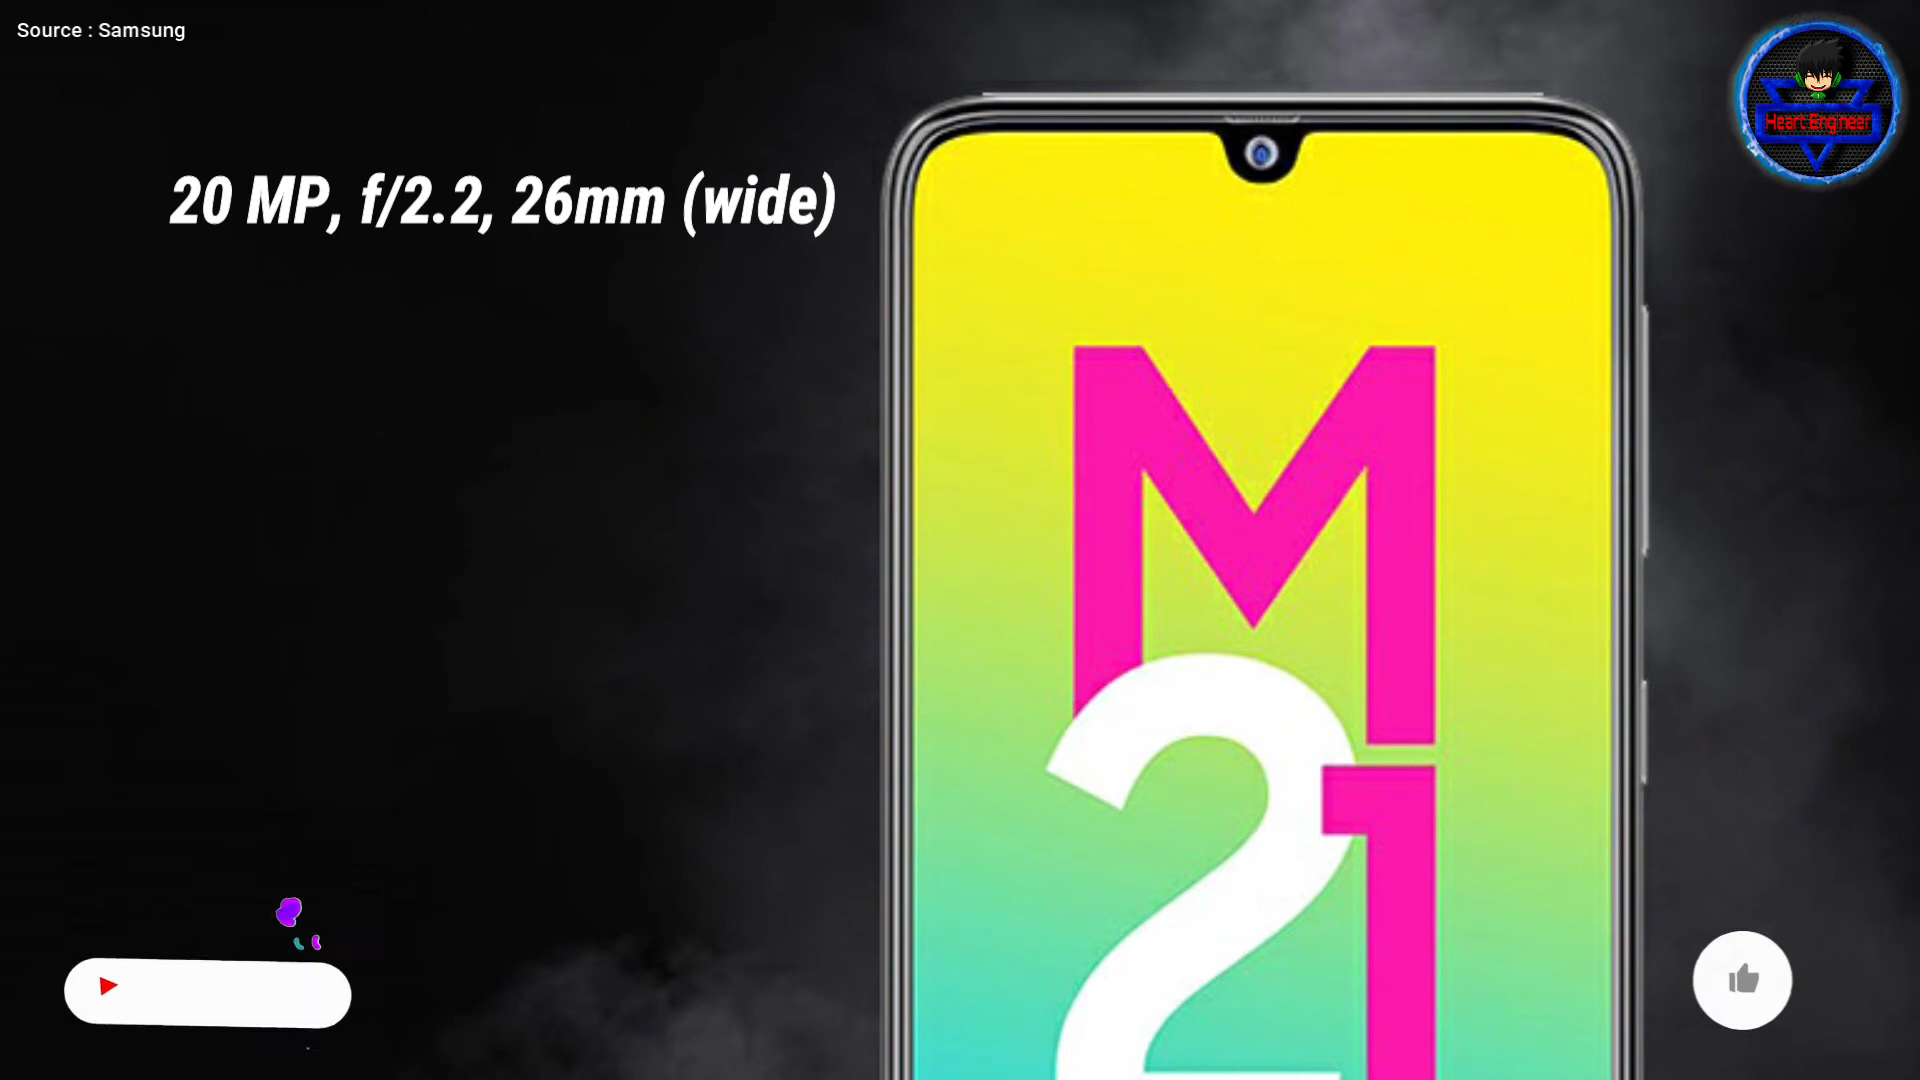 Source : Samsung
Heart Engineer
20 MP, f/2.2, 26mm (wide)
M
21